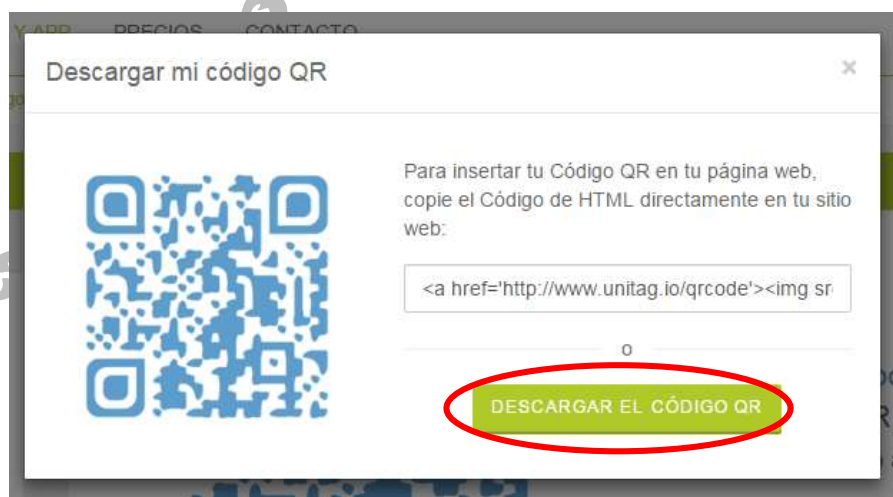 Y APP PRECIOS CONTACTO
Descargar mi código QR
×
Para insertar tu Código QR en tu página web,
copie el Código de HTML directamente en tu sitio
web:
<a href='http://www.unitag.io/qrcode'><img sr
o
DESCARGAR EL CÓDIGO QR